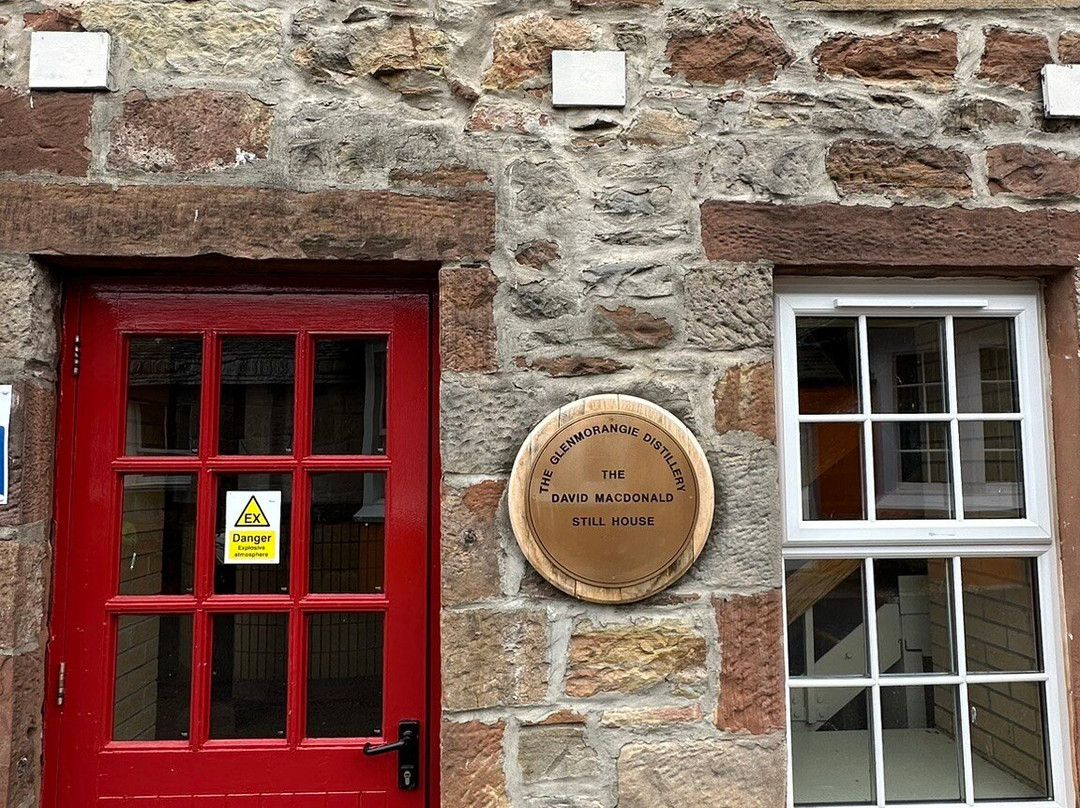 THE GLENMORANGIE DISTILLERY
THE
DAVID MACDONALD
STILL HOUSE
EX
Danger
Explosive
atmosphere